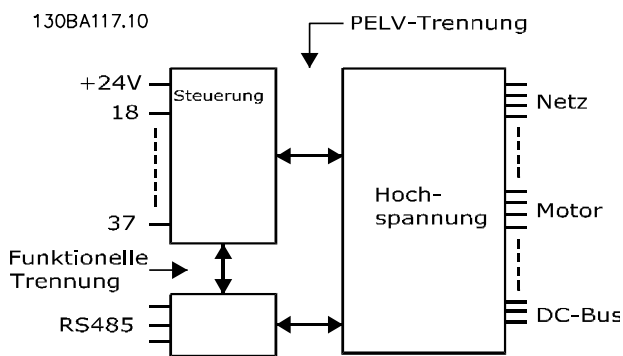 130BA117.10
PELV-Trennung
+24V
Steuerung
18
37
Funktionelle
Trennung
RS485
Hoch-
spannung
Netz
Motor
DC-Bus